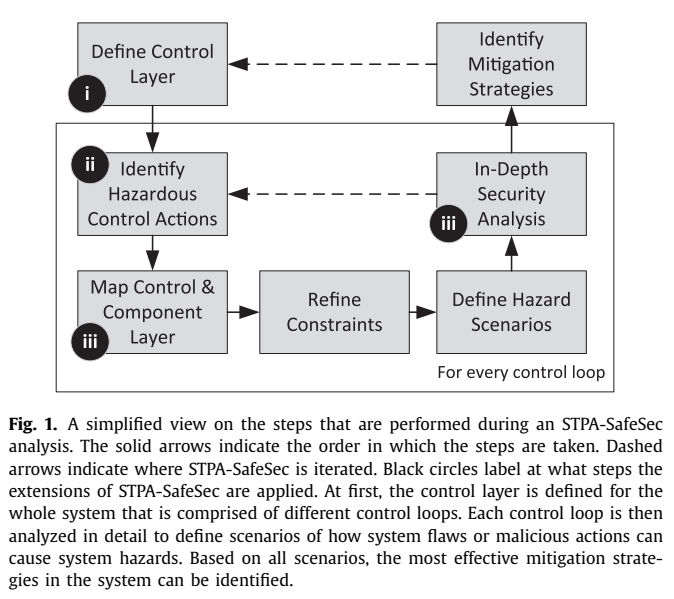 Define Control
Layer
i
Identify
Mitigation
Strategies
ii
Identify
Hazardous
Control Actions
In-Depth
Security
Analysis
iii
Map Control &
Component
Layer
iii
Refine
Constraints
Define Hazard
Scenarios
For every control loop
Fig. 1. A simplified view on the steps that are performed during an STPA-SafeSec
analysis. The solid arrows indicate the order in which the steps are taken. Dashed
arrows indicate where STPA-SafeSec is iterated. Black circles label at what steps the
extensions of STPA-SafeSec are applied. At first, the control layer is defined for the
whole system that is comprised of different control loops. Each control loop is then
analyzed in detail to define scenarios of how system flaws or malicious actions can
cause system hazards. Based on all scenarios, the most effective mitigation strate-
gies in the system can be identified.